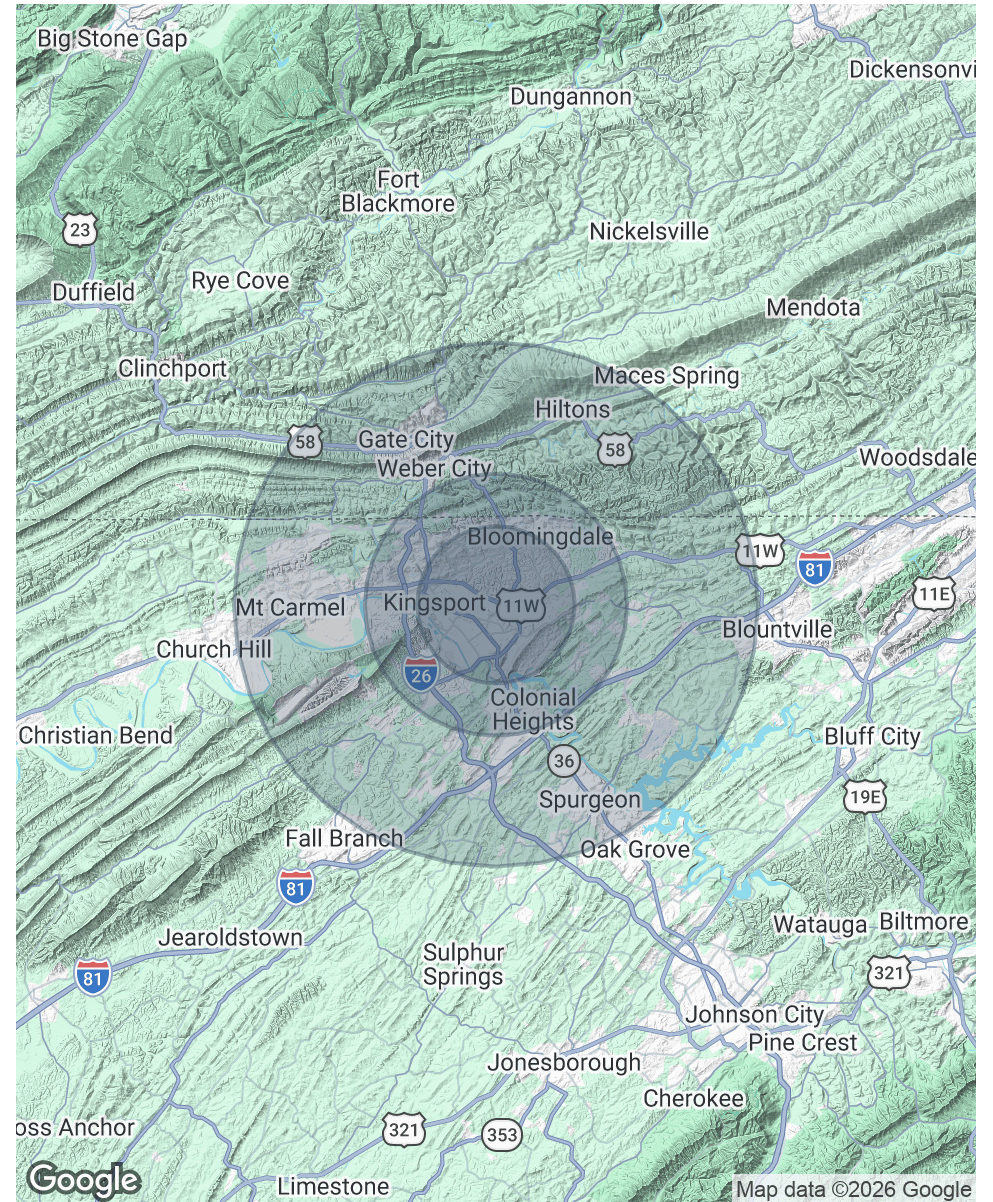 Big Stone Gap
Dickensonvi
Dungannon
Fort
Blackmore
23
Nickelsville
Rye Cove
Duffield
Mendota
Clinchport
Maces Spring
Hiltons
58
Gate City
58
Woodsdale
Weber City
Bloomingdale
11W
81
11E
Kingsport
11W
Mt Carmel
Blountville
Church Hill
26
Colonial
Heights
Christian Bend
Bluff City
36
19E
Spurgeon
Fall Branch
Oak Grove
81
Watauga
Biltmore
Jearoldstown
Sulphur
Springs
81
321
Johnson City
Pine Crest
Jonesborough
Cherokee
oss Anchor
321
353
Google
Limestone
Map data ©2026 Google